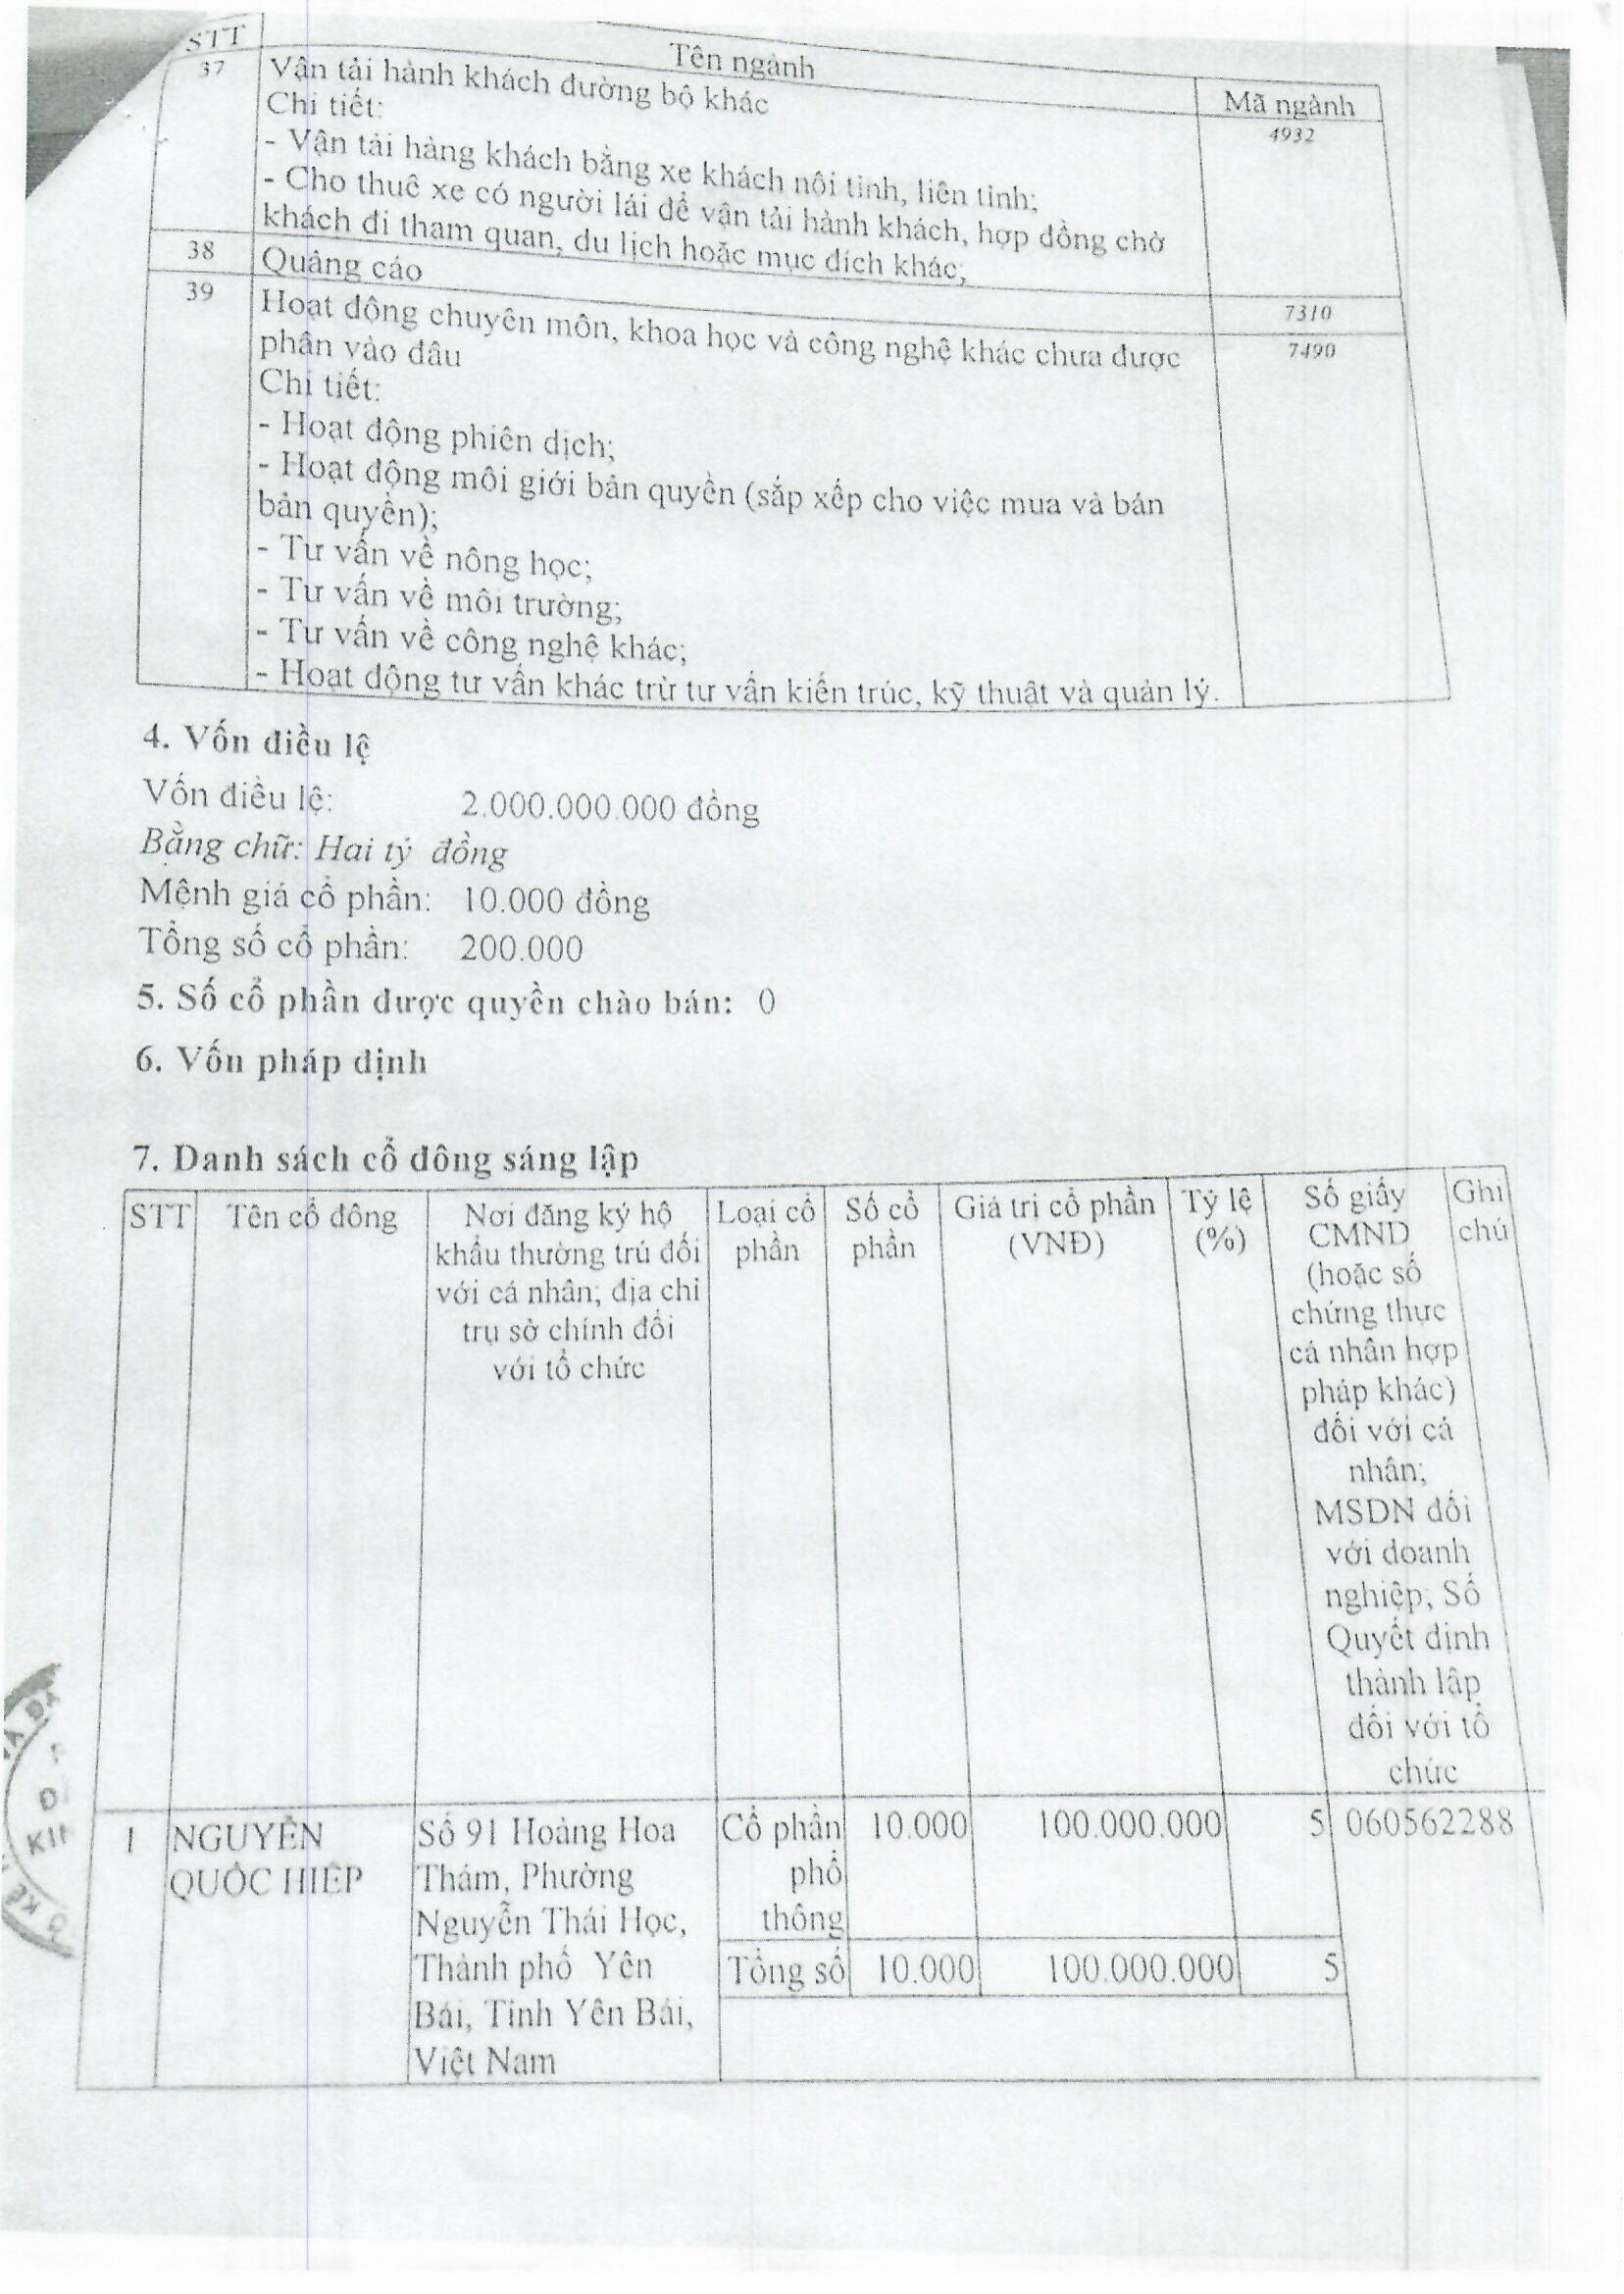 STT
Tên ngành
Mã ngành
37
Vận tải hành khách đường bộ khác
4932
Chi tiết:
- Vận tải hàng khách bằng xe khách nội tỉnh, liên tỉnh;
- Cho thuê xe có người lái để vận tải hành khách, hợp đồng chở
khách đi tham quan, du lịch hoặc mục đích khác;
38
Quảng cáo
7310
39
Hoạt động chuyên môn, khoa học và công nghệ khác chưa được
7490
phân vào đâu
Chi tiết:
- Hoạt động phiên dịch;
- Hoạt động môi giới bản quyền (sắp xếp cho việc mua và bán
bản quyền);
- Tư vấn về nông học;
- Tư vấn về môi trường;
- Tư vấn về công nghệ khác;
- Hoạt động tư vấn khác trừ tư vấn kiến trúc, kỹ thuật và quản lý.
4. Vốn điều lệ
Vốn điều lệ: 2.000.000.000 đồng
Bằng chữ: Hai tỷ đồng
Mệnh giá cổ phần: 10.000 đồng
Tổng số cổ phần: 200.000
5. Số cổ phần được quyền chào bán: 0
6. Vốn pháp định
7. Danh sách cổ đông sáng lập
STT
Tên cổ đông
Nơi đăng ký hộ
khẩu thường trú đối
với cá nhân; địa chỉ
trụ sở chính đối
với tổ chức
Loại cổ
phần
Số cổ
phần
Giá trị cổ phần
(VNĐ)
Tỷ lệ
(%)
Số giấy
CMND
(hoặc số
chứng thực
cá nhân hợp
pháp khác)
đối với cá
nhân;
MSDN đối
với doanh
nghiệp; Số
Quyết định
thành lập
đối với tổ
chức
Ghi
chú
1
NGUYỄN
QUỐC HIỆP
Số 91 Hoàng Hoa
Thám, Phường
Nguyễn Thái Học,
Thành phố Yên
Bái, Tỉnh Yên Bái,
Việt Nam
Cổ phần
phổ
thông
10.000
100.000.000
5
060562288
Tổng số
10.000
100.000.000
5